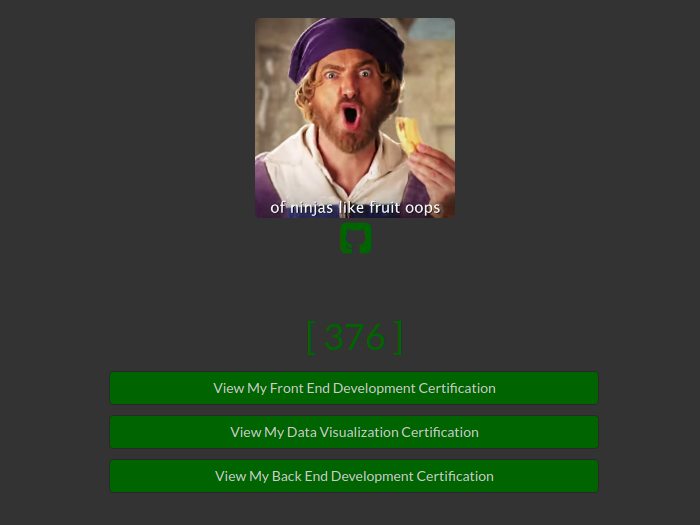 of ninjas like fruit oops
[ 376 ]
View My Front End Development Certification
View My Data Visualization Certification
View My Back End Development Certification